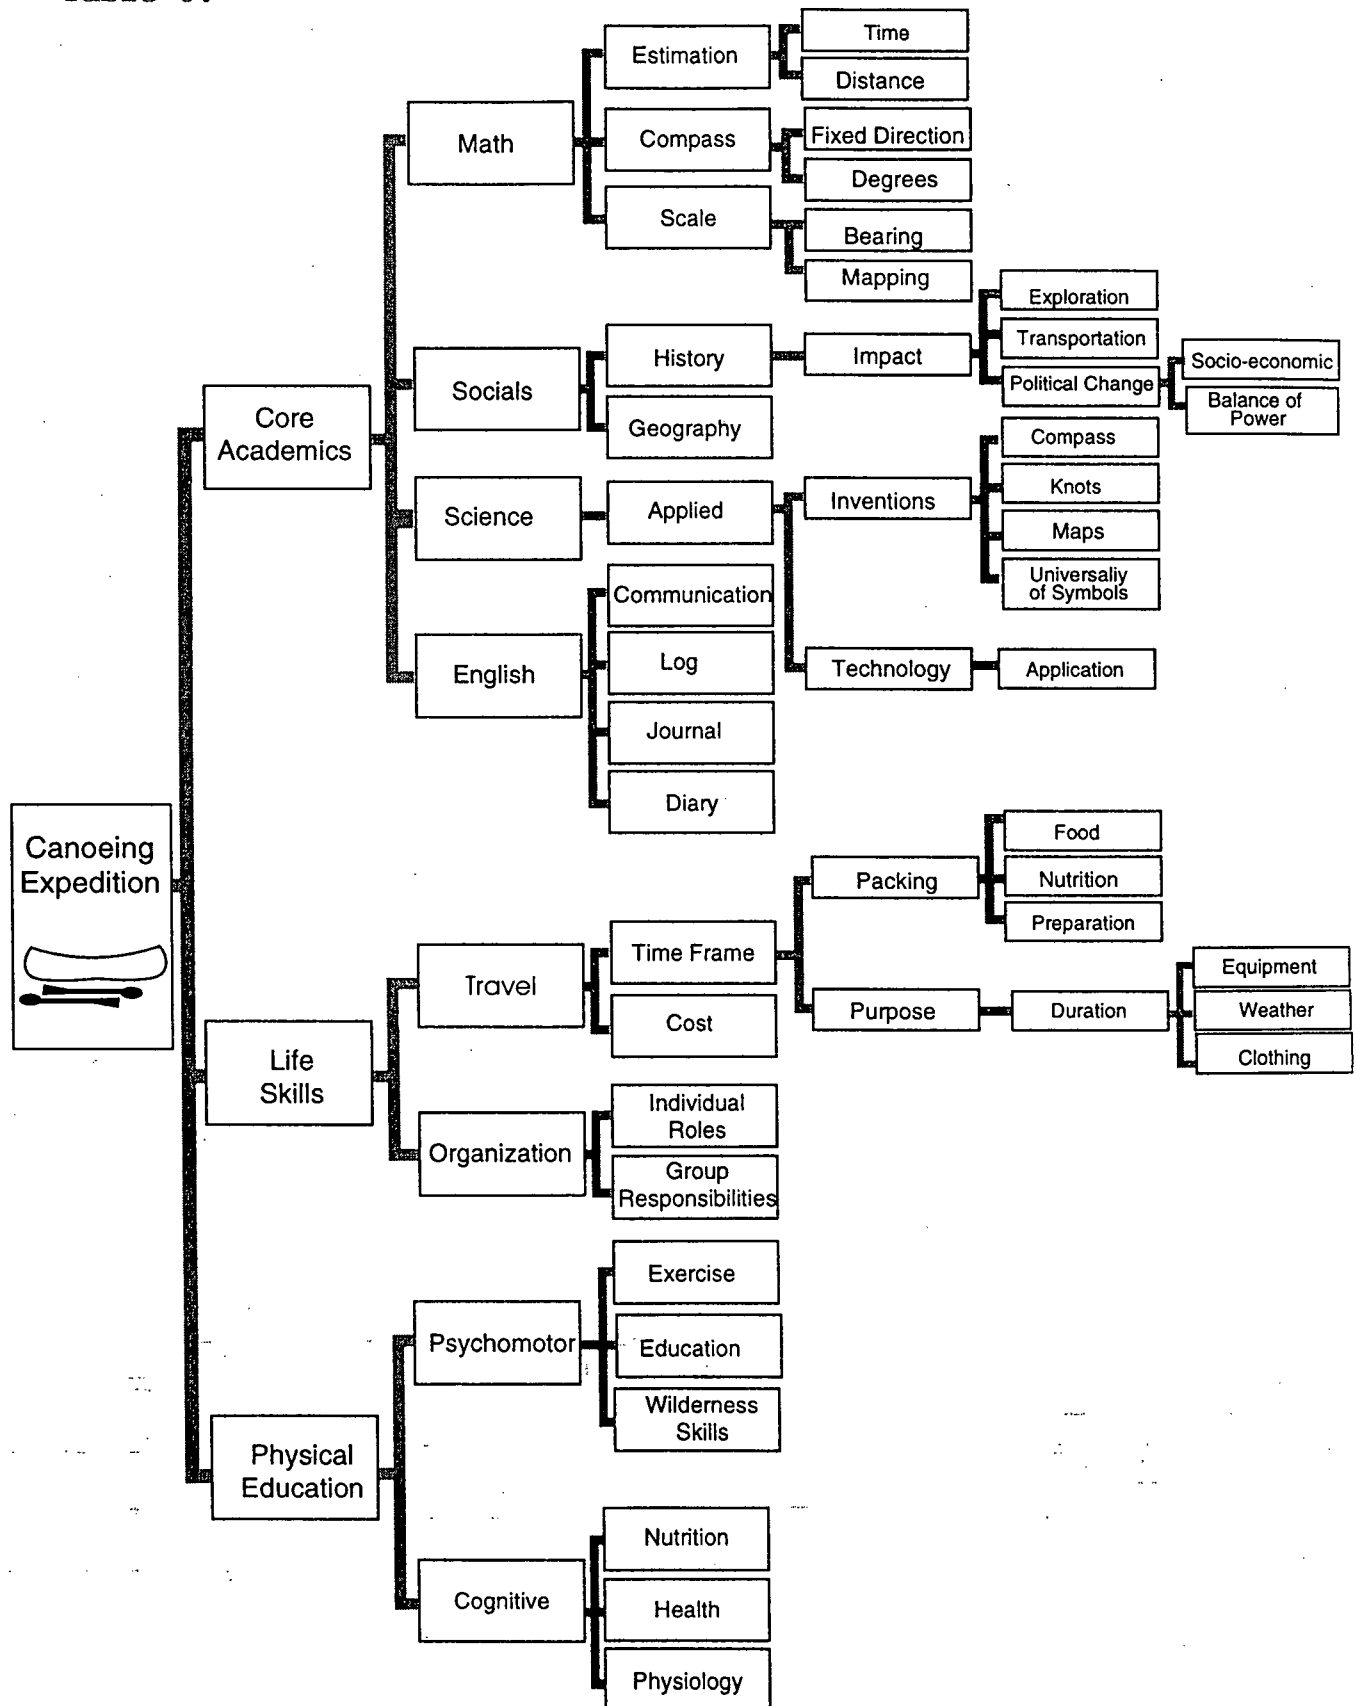 Time
Estimation
Distance
Math
Compass
Fixed Direction
Degrees
Scale
Bearing
Mapping
Exploration
Socials
History
Impact
Transportation
Political Change
Socio-economic
Balance of
Power
Core
Academics
Geography
Compass
Science
Applied
Inventions
Knots
Maps
Universaliy
of Symbols
Communication
English
Log
Technology
Application
Journal
Diary
Canoeing
Expedition
Packing
Food
Nutrition
Preparation
Travel
Time Frame
Cost
Purpose
Duration
Equipment
Weather
Clothing
Life
Skills
Organization
Individual
Roles
Group
Responsibilities
Exercise
Psychomotor
Education
Wilderness
Skills
Physical
Education
Nutrition
Cognitive
Health
Physiology